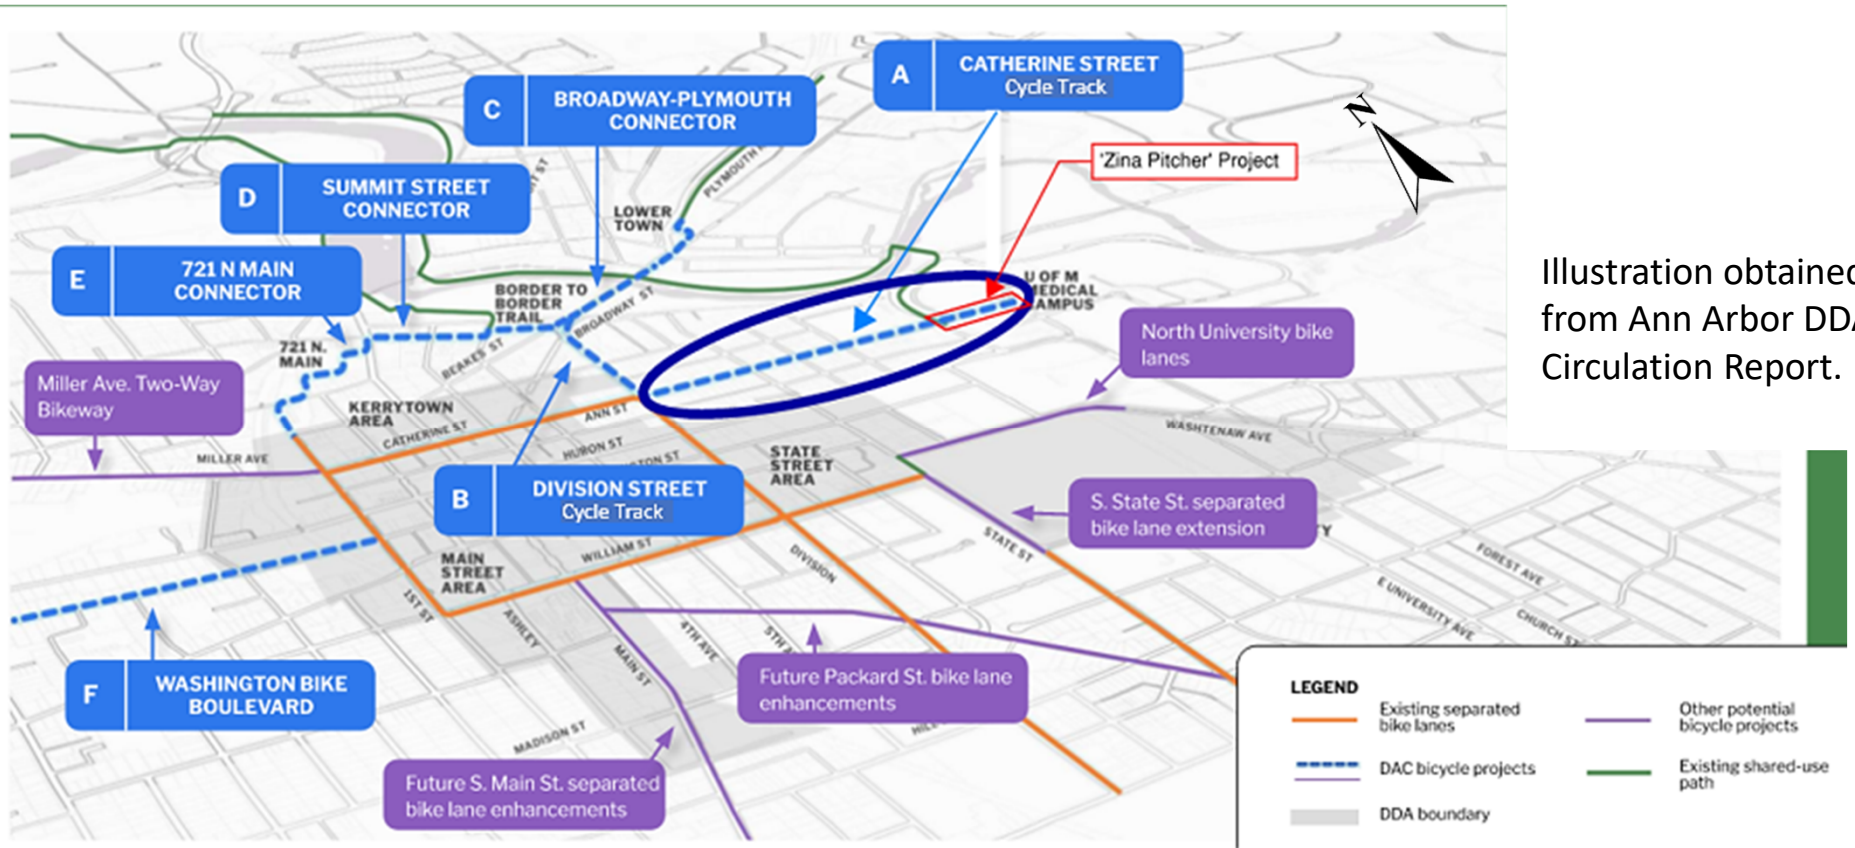 A
CATHERINE STREET
Cycle Track
C
BROADWAY-PLYMOUTH
CONNECTOR
N
'Zina Pitcher' Project
D
SUMMIT STREET
CONNECTOR
PLYMOUTH
LOWER
TOWN
E
721 N MAIN
CONNECTOR
BORDER TO
BORDER
TRAIL
BROADWAY ST
U OF M
MEDICAL
CAMPUS
Illustration obtained
from Ann Arbor DDA
Circulation Report.
North University bike
lanes
721 N.
MAIN
BEAKES ST
Miller Ave. Two-Way
Bikeway
KERRYTOWN
AREA
ANN ST
CATHERINE ST
HURON ST
WASHTENAW AVE
MILLER AVE
STATE
STREET
AREA
B
DIVISION STREET
Cycle Track
S. State St. separated
bike lane extension
STATE ST
WILLIAM ST
DIVISION
MAIN
STREET
AREA
FOREST AVE
E UNIVERSITY AVE
CHURCH ST
1ST ST
ASHLEY
MAIN ST
4TH AVE
5TH A
F
WASHINGTON BIKE
BOULEVARD
Future Packard St. bike lane
enhancements
MADISON ST
Future S. Main St. separated
bike lane enhancements
LEGEND
Existing separated
bike lanes
Other potential
bicycle projects
DAC bicycle projects
Existing shared-use
path
DDA boundary